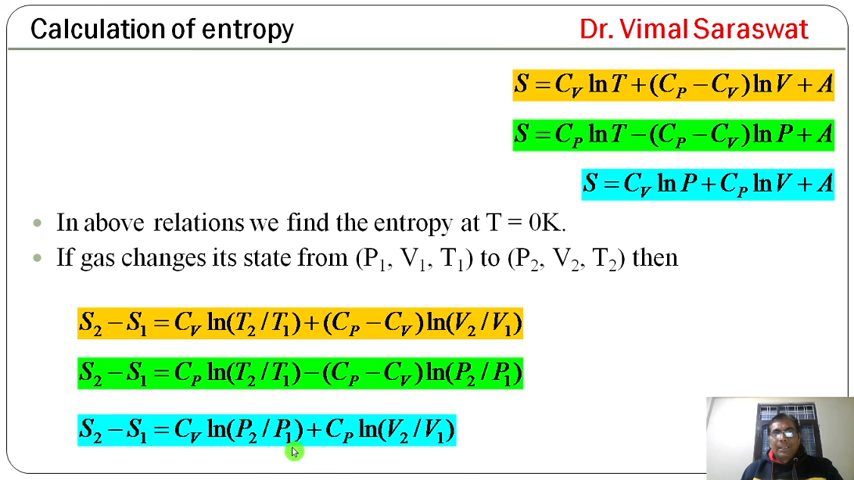 Calculation of entropy
Dr. Vimal Saraswat
S = C_V ln T + (C_P − C_V) ln V + A
S = C_P ln T − (C_P − C_V) ln P + A
S = C_V ln P + C_P ln V + A
• In above relations we find the entropy at T = 0K.
• If gas changes its state from (P₁, V₁, T₁) to (P₂, V₂, T₂) then
S₂ − S₁ = C_V ln(T₂ / T₁) + (C_P − C_V) ln(V₂ / V₁)
S₂ − S₁ = C_P ln(T₂ / T₁) − (C_P − C_V) ln(P₂ / P₁)
S₂ − S₁ = C_V ln(P₂ / P₁) + C_P ln(V₂ / V₁)